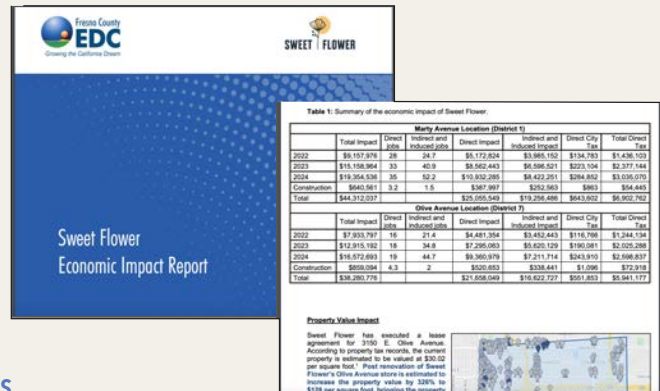 Fresno County
EDC
Growing the California Dream
SWEET FLOWER
Sweet Flower
Economic Impact Report
Table 1: Summary of the economic impact of Sweet Flower.
Marty Avenue Location (District 1)
Total Impact Direct jobs Indirect and induced jobs Direct Impact Indirect and Induced Impact Direct City Tax Total Direct Tax
2022 $9,157,976 28 24.7 $5,172,824 $3,985,152 $134,783 $1,436,103
2023 $15,158,964 33 40.9 $8,562,443 $6,596,521 $223,104 $2,377,144
2024 $19,354,536 35 52.2 $10,932,285 $8,422,251 $284,852 $3,035,070
Construction $640,561 3.2 1.5 $387,997 $252,563 $863 $54,445
Total $44,312,037 $25,055,549 $19,256,486 $643,602 $6,902,762
Olive Avenue Location (District 7)
Total Impact Direct jobs Indirect and induced jobs Direct Impact Indirect and Induced Impact Direct City Tax Total Direct Tax
2022 $7,933,797 16 21.4 $4,481,354 $3,452,443 $116,766 $1,244,134
2023 $12,915,192 18 34.8 $7,295,063 $5,620,129 $190,081 $2,025,288
2024 $16,572,693 19 44.7 $9,360,979 $7,211,714 $243,910 $2,598,837
Construction $859,094 4.3 2 $520,653 $338,441 $1,096 $72,918
Total $38,280,776 $21,658,049 $16,622,727 $551,853 $5,941,177
Property Value Impact
Sweet Flower has executed a lease
agreement for 3150 E. Olive Avenue.
According to property tax records, the current
property is estimated to be valued at $30.02
per square foot.¹ Post renovation of Sweet
Flower's Olive Avenue store is estimated to
increase the property value by 326% to
$128 per square foot, bringing the property
s